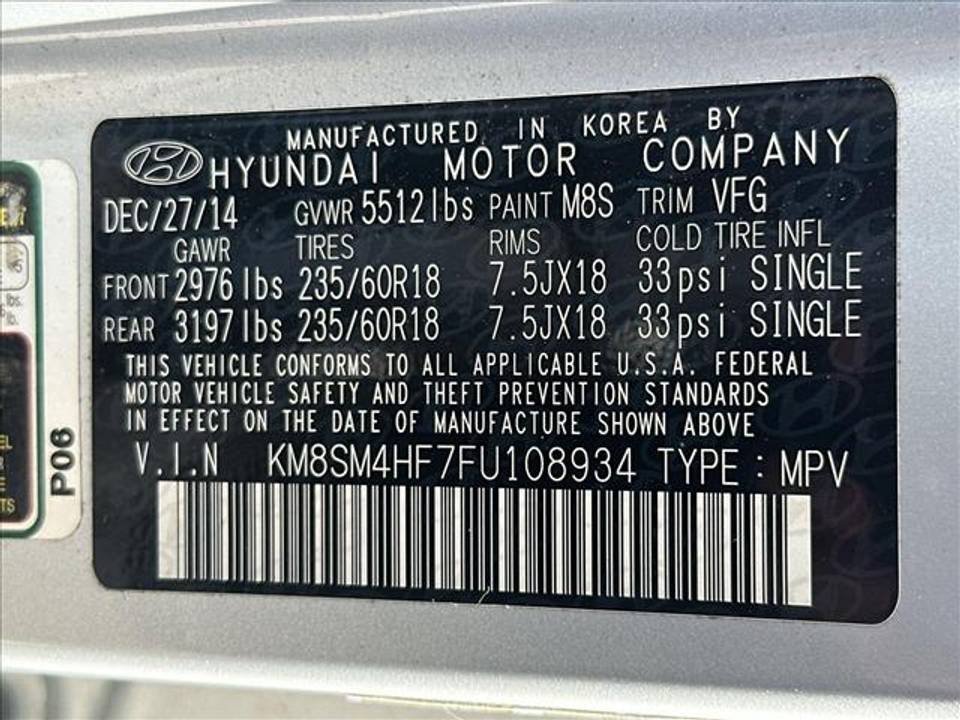 MANUFACTURED IN KOREA BY
HYUNDAI MOTOR COMPANY
DEC/27/14 GVWR 5512lbs PAINT M8S TRIM VFG
GAWR TIRES RIMS COLD TIRE INFL
FRONT 2976 lbs 235/60R18 7.5JX18 33psi SINGLE
REAR 3197 lbs 235/60R18 7.5JX18 33psi SINGLE
THIS VEHICLE CONFORMS TO ALL APPLICABLE U.S.A. FEDERAL
MOTOR VEHICLE SAFETY AND THEFT PREVENTION STANDARDS
IN EFFECT ON THE DATE OF MANUFACTURE SHOWN ABOVE
V.I.N KM8SM4HF7FU108934 TYPE : MPV
P06